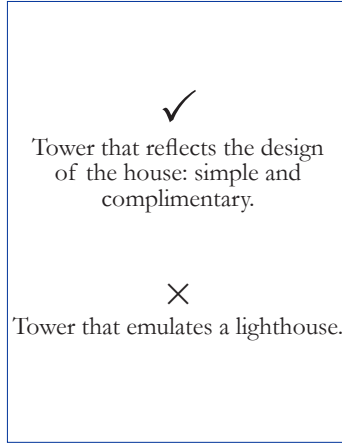 ✓
Tower that reflects the design
of the house: simple and
complimentary.
×
Tower that emulates a lighthouse.